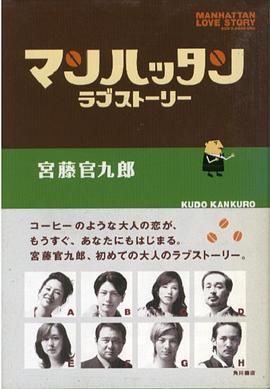 MANHATTAN
LOVE STORY
KUDO KANKURO
マンハッタン
ラブストーリー
宮藤官九郎
KUDO KANKURO
コーヒーのような大人の恋が、
もうすぐ、あなたにもはじまる。
宮藤官九郎、初めての大人のラブストーリー。
A
B
G
D
E
F
G
H
角川書店